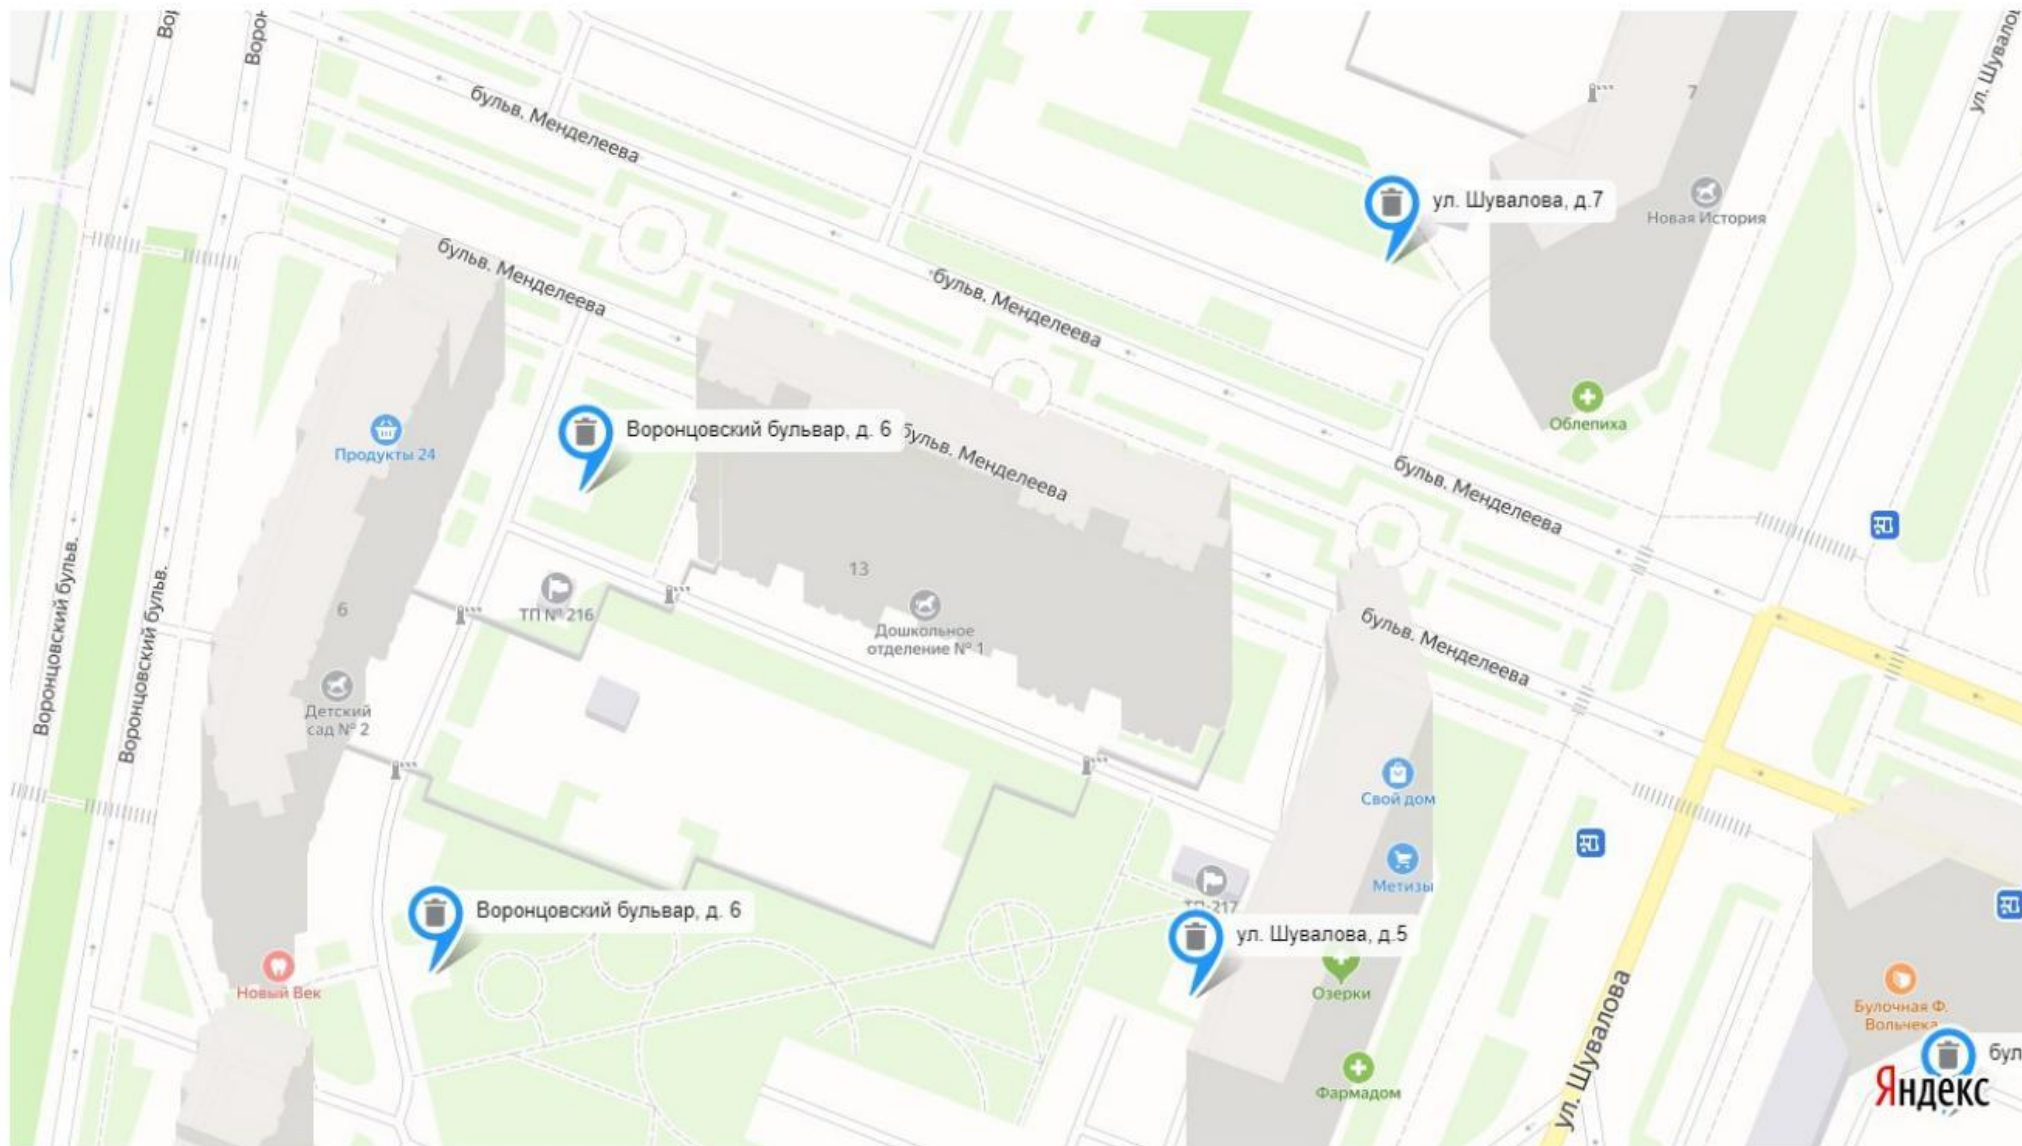 бульв. Менделеева
ул. Шувалова, д.7
7
Новая История
бульв. Менделеева
бульв. Менделеева
Облепиха
Продукты 24
Воронцовский бульвар, д. 6
бульв. Менделеева
бульв. Менделеева
13
ТП № 216
6
Дошкольное
отделение № 1
бульв. Менделеева
Воронцовский бульв.
Воронцовский бульв.
Детский
сад № 2
Свой дом
Метизы
Воронцовский бульвар, д. 6
ТП-217
ул. Шувалова, д.5
Новый Век
Озерки
ул. Шувалова
Булочная Ф.
Вольчека
Фармадом
Яндекс